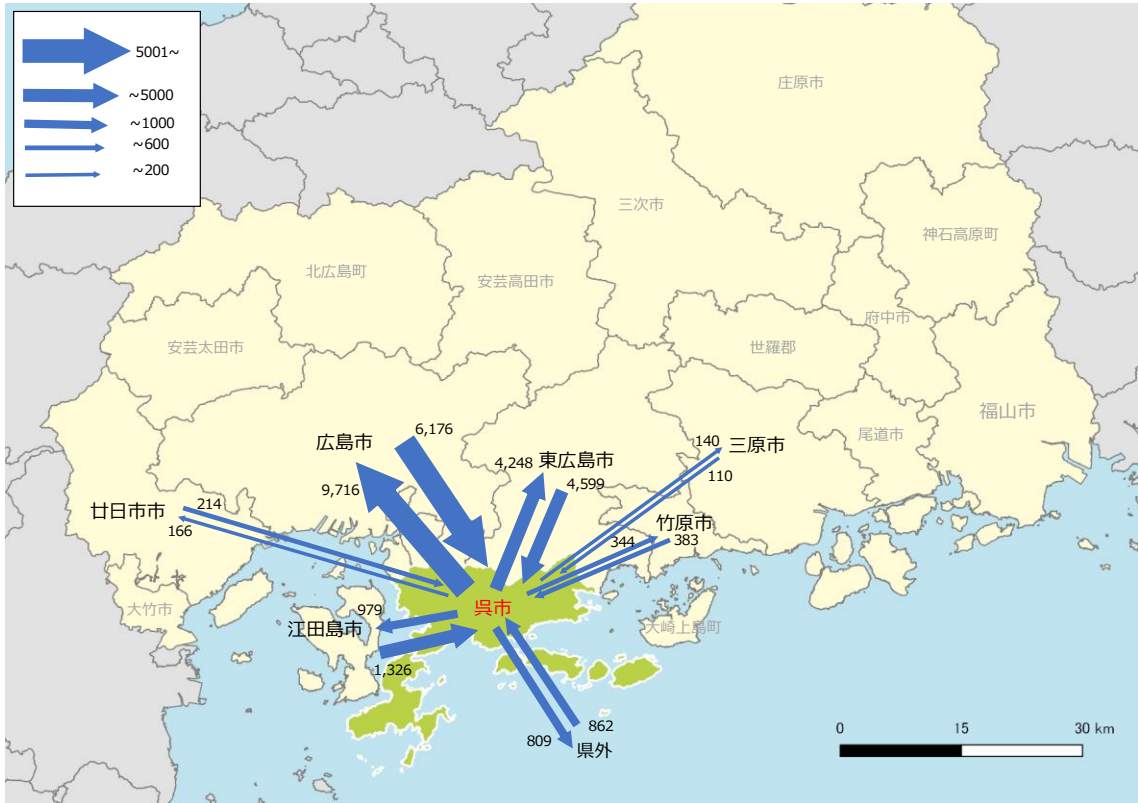 5001~
~5000
~1000
~600
~200
庄原市
三次市
神石高原町
北広島町
安芸高田市
府中市
安芸太田市
世羅郡
福山市
尾道市
広島市
6,176
9,716
4,248
東広島市
4,599
140
三原市
110
廿日市市
214
166
竹原市
344
383
大竹市
979
江田島市
1,326
呉市
大崎上島町
862
809
県外
0
15
30 km